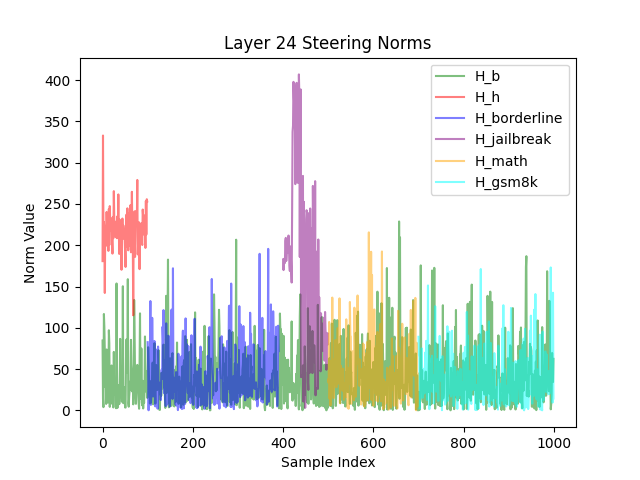 Layer 24 Steering Norms
Norm Value
400
350
300
250
200
150
100
50
0
H_b
H_h
H_borderline
H_jailbreak
H_math
H_gsm8k
0
200
400
600
800
1000
Sample Index